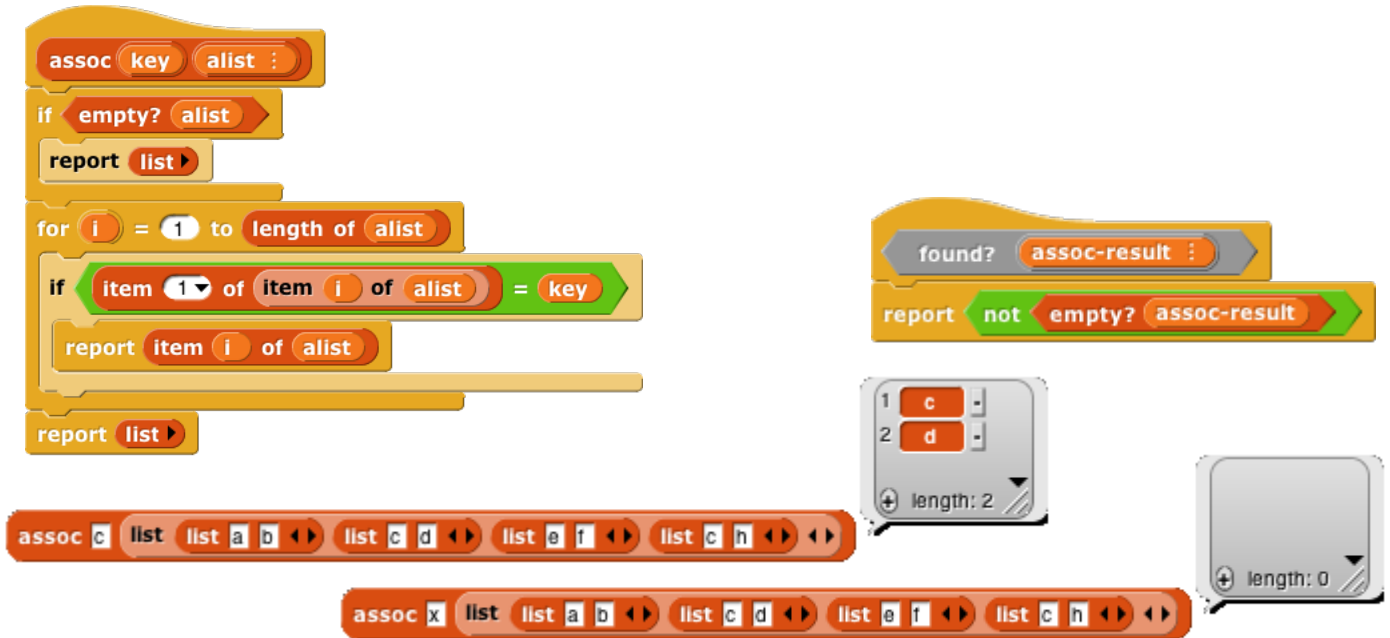 assoc key alist ⋮
if empty? alist
report list
for i = 1 to length of alist
if item 1 of item i of alist = key
report item i of alist
report list
found? assoc-result ⋮
report not empty? assoc-result
1 c -
2 d -
+ length: 2
assoc c list list a b list c d list e f list c h
+ length: 0
assoc x list list a b list c d list e f list c h